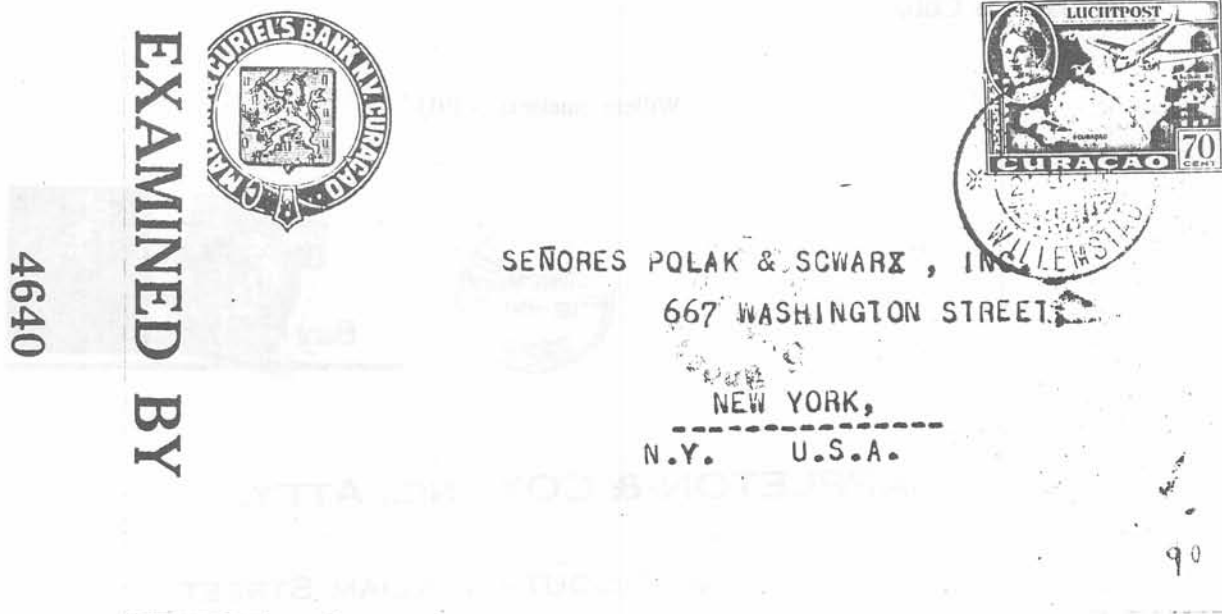 EXAMINED BY
4640
MADURO & CURIEL'S BANK N.V. CURAÇAO
LUCHTPOST
CURAÇAO
70
CENT
WILLEMSTAD
SEÑORES POLAK & SCWARX , INC.
667 WASHINGTON STREET
NEW YORK,
N.Y. U.S.A.
90